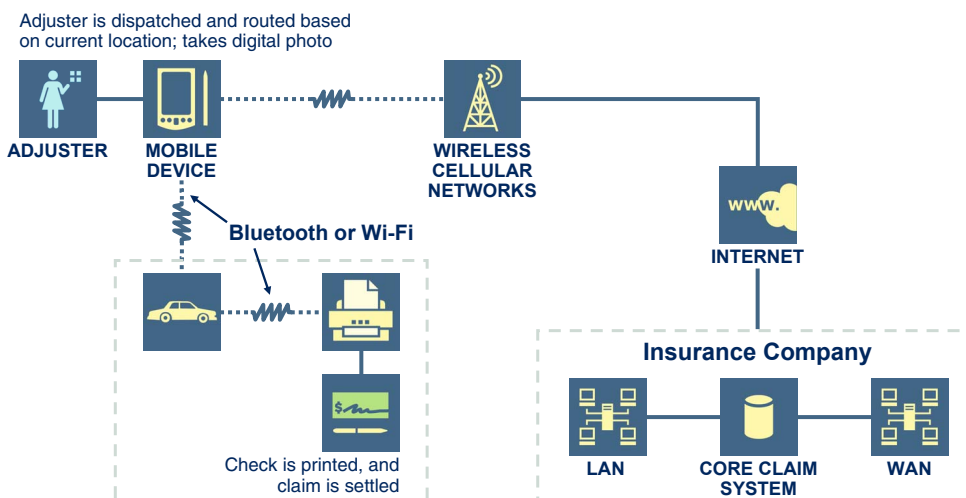 Adjuster is dispatched and routed based
on current location; takes digital photo
ADJUSTER
MOBILE
DEVICE
WIRELESS
CELLULAR
NETWORKS
www.
INTERNET
Bluetooth or Wi-Fi
$
Check is printed, and
claim is settled
Insurance Company
LAN
CORE CLAIM
SYSTEM
WAN